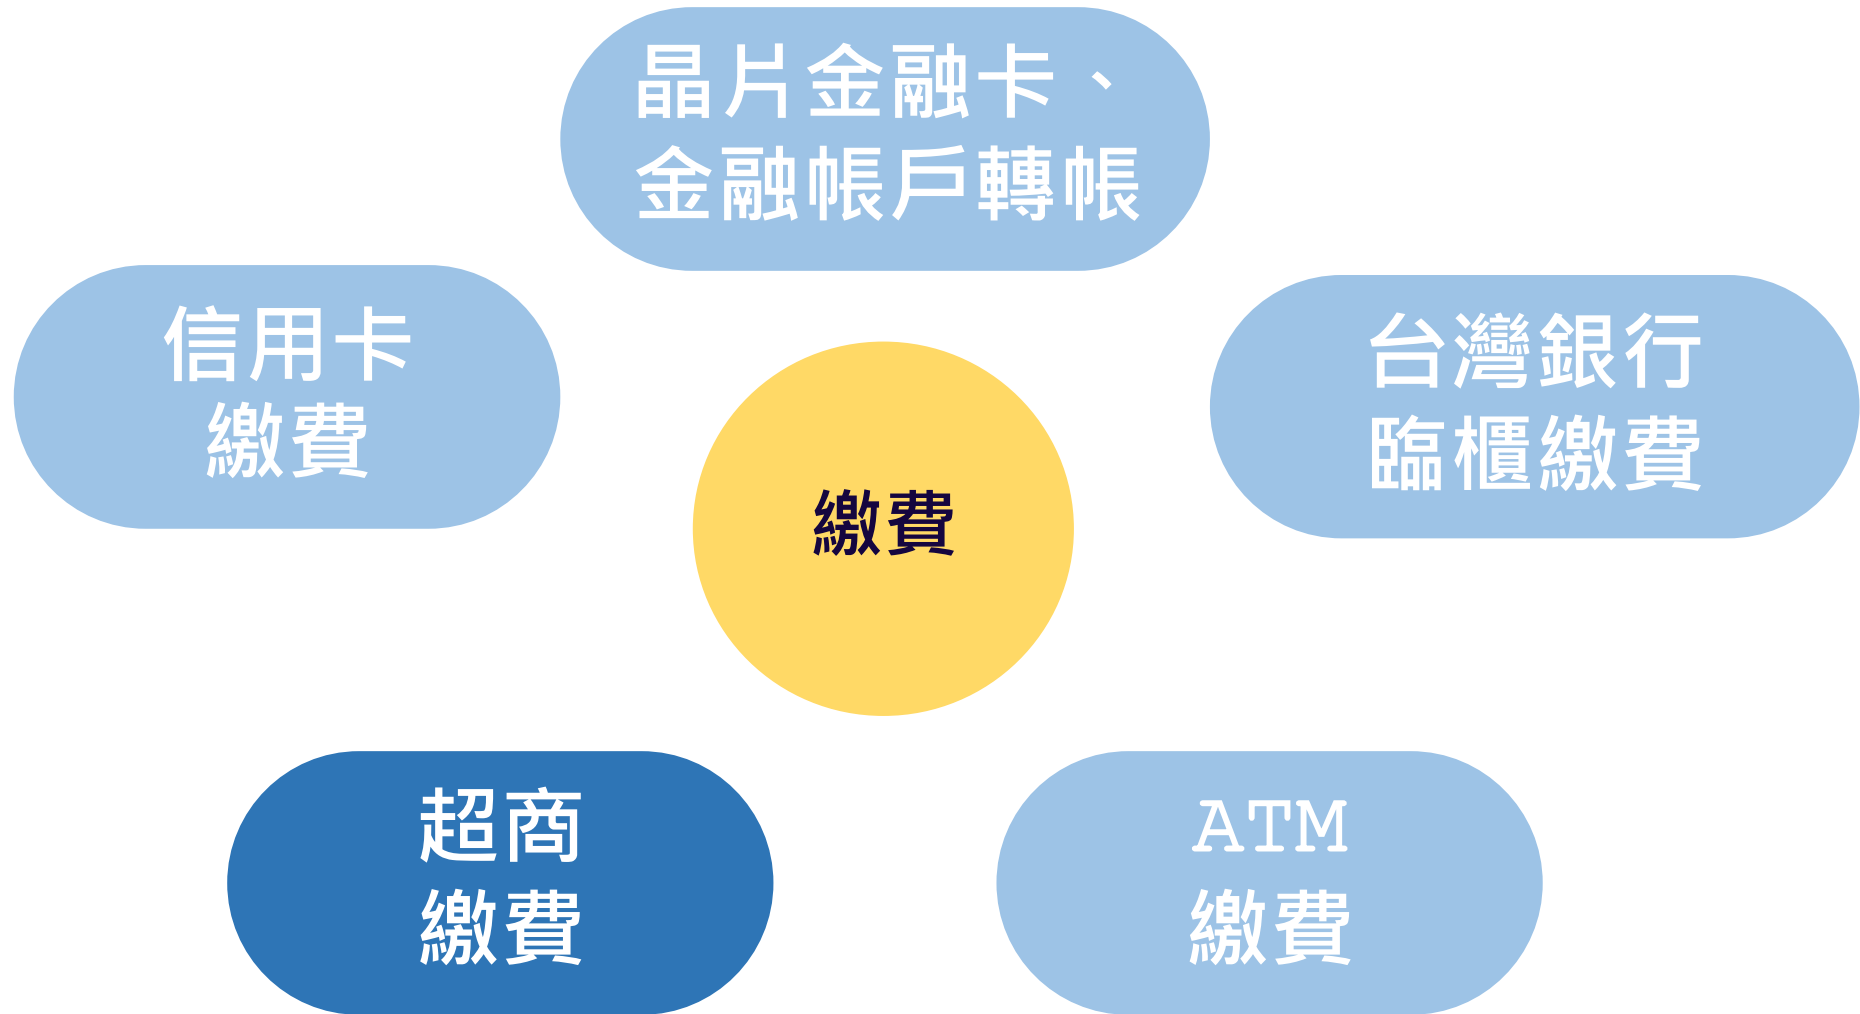 晶片金融卡、
金融帳戶轉帳
信用卡
繳費
台灣銀行
臨櫃繳費
繳費
超商
繳費
ATM
繳費